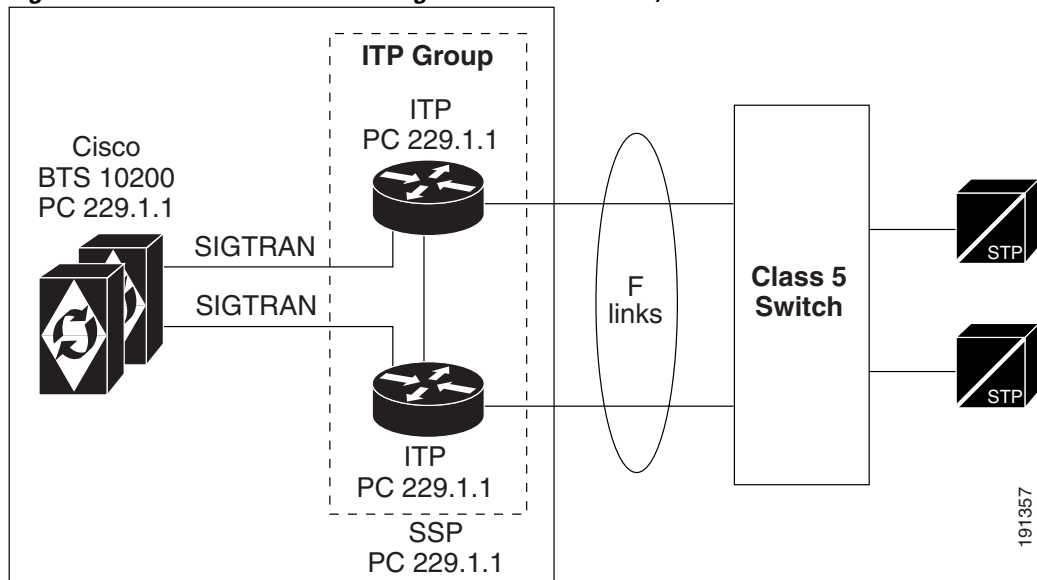 ITP Group
ITP
PC 229.1.1
Cisco
BTS 10200
PC 229.1.1
SIGTRAN
SIGTRAN
F
links
Class 5
Switch
STP
STP
ITP
PC 229.1.1
SSP
PC 229.1.1
191357